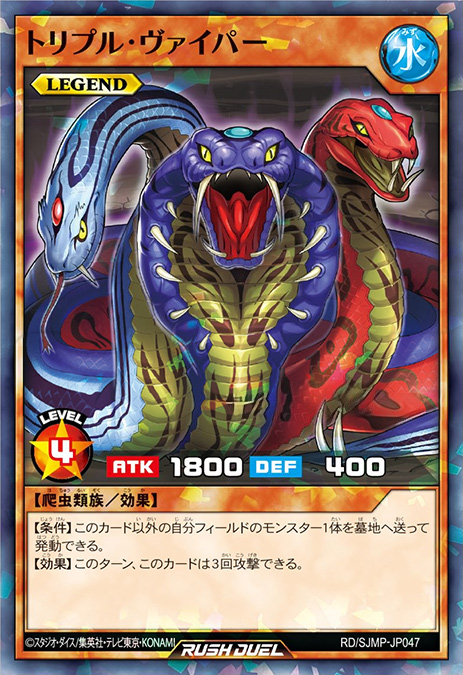 トリプル・ヴァイパー
みず
水
LEGEND
LEVEL
4
ATK 1800 DEF 400
【爬虫類族／効果】
【条件】このカード以外の自分フィールドのモンスター1体を墓地へ送って
発動できる。
【効果】このターン、このカードは3回攻撃できる。
©スタジオ・ダイス/集英社・テレビ東京・KONAMI
RUSH DUEL
RD/SJMP-JP047